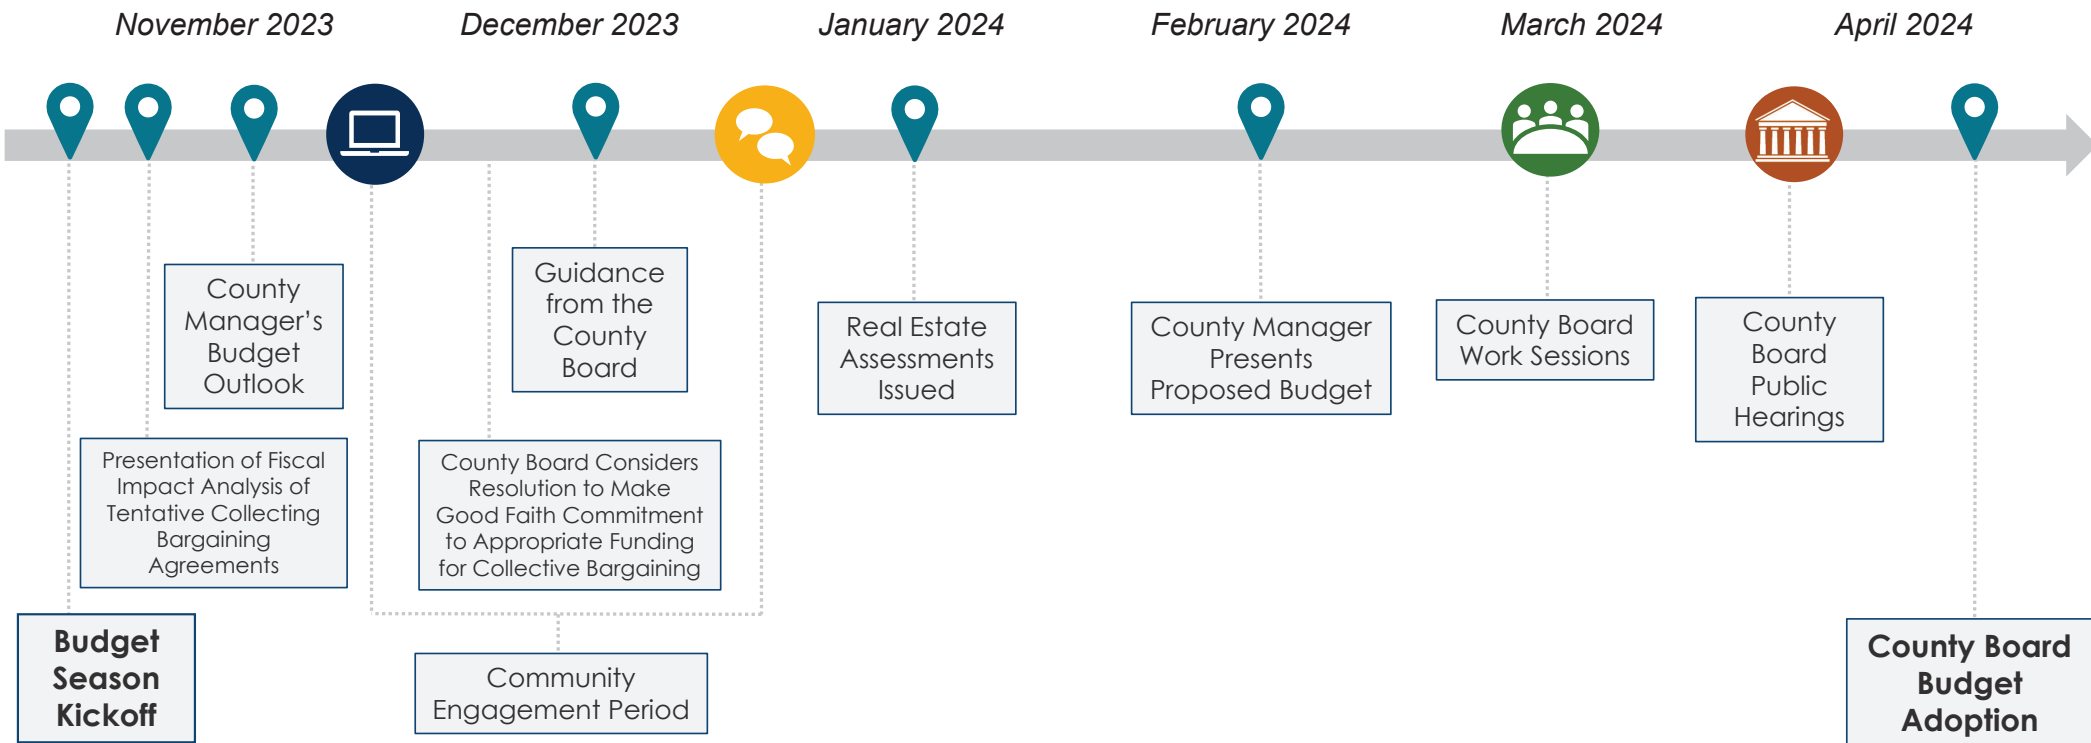 November 2023
December 2023
January 2024
February 2024
March 2024
April 2024
County
Manager’s
Budget
Outlook
Guidance
from the
County
Board
Real Estate
Assessments
Issued
County Manager
Presents
Proposed Budget
County Board
Work Sessions
County
Board
Public
Hearings
Presentation of Fiscal
Impact Analysis of
Tentative Collecting
Bargaining
Agreements
County Board Considers
Resolution to Make
Good Faith Commitment
to Appropriate Funding
for Collective Bargaining
Budget
Season
Kickoff
Community
Engagement Period
County Board
Budget
Adoption